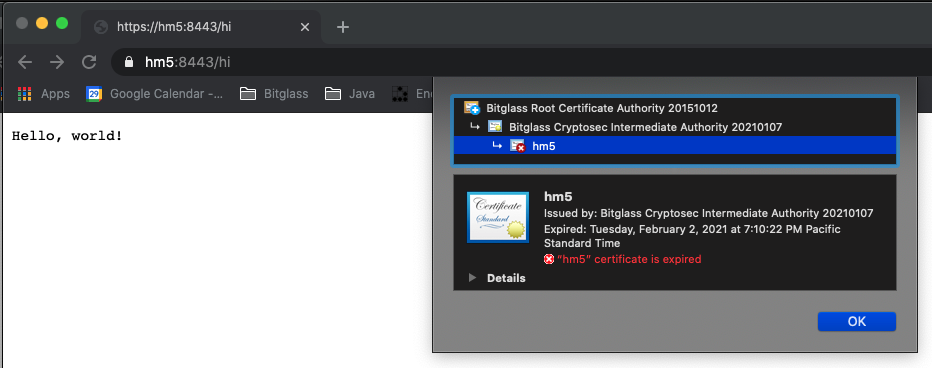 https://hm5:8443/hi
hm5:8443/hi
Apps
29
Google Calendar -...
Bitglass
Java
Bitglass Root Certificate Authority 20151012
Bitglass Cryptosec Intermediate Authority 20210107
hm5
Hello, world!
Certificate
Standard
hm5
Issued by: Bitglass Cryptosec Intermediate Authority 20210107
Expired: Tuesday, February 2, 2021 at 7:10:22 PM Pacific
Standard Time
“hm5” certificate is expired
Details
OK